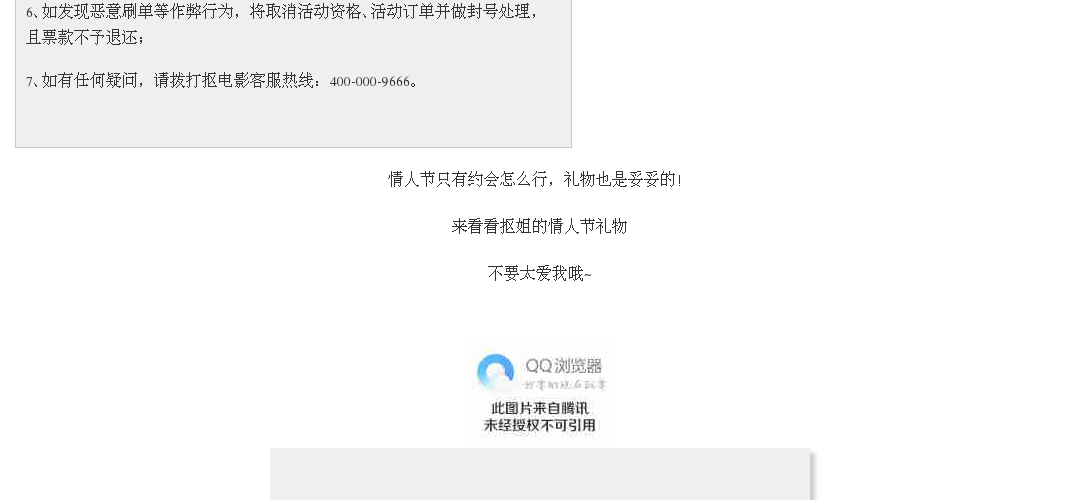 6、如发现恶意刷单等作弊行为，将取消活动资格、活动订单并做封号处理，
且票款不予退还；
7、如有任何疑问，请拨打抠电影客服热线：400-000-9666。
情人节只有约会怎么行，礼物也是妥妥的！
来看看抠姐的情人节礼物
不要太爱我哦~
QQ浏览器
此图片来自腾讯
未经授权不可引用